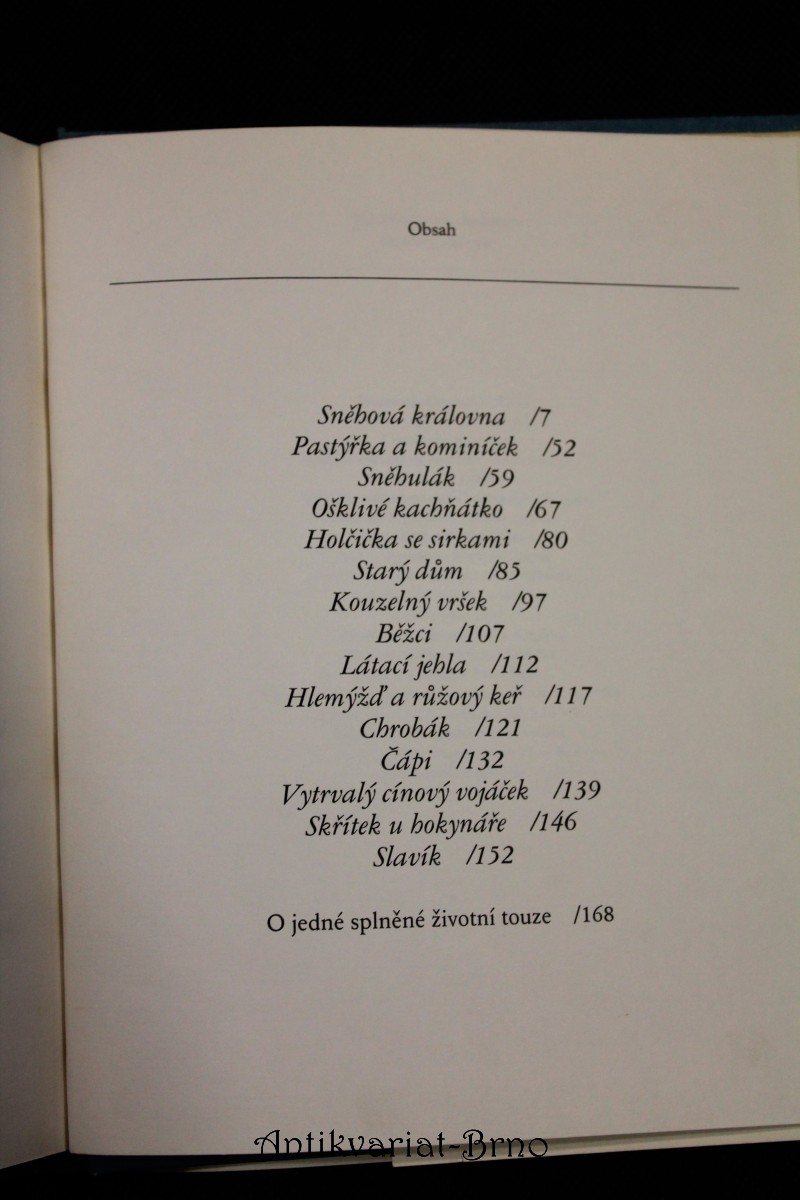 Obsah
Sněhová královna /7
Pastýřka a kominíček /52
Sněhulák /59
Ošklivé kachňátko /67
Holčička se sirkami /80
Starý dům /85
Kouzelný vršek /97
Běžci /107
Látací jehla /112
Hlemýžď a růžový keř /117
Chrobák /121
Čápi /132
Vytrvalý cínový vojáček /139
Skřítek u hokynáře /146
Slavík /152
O jedné splněné životní touze /168
Antikvariat-Brno